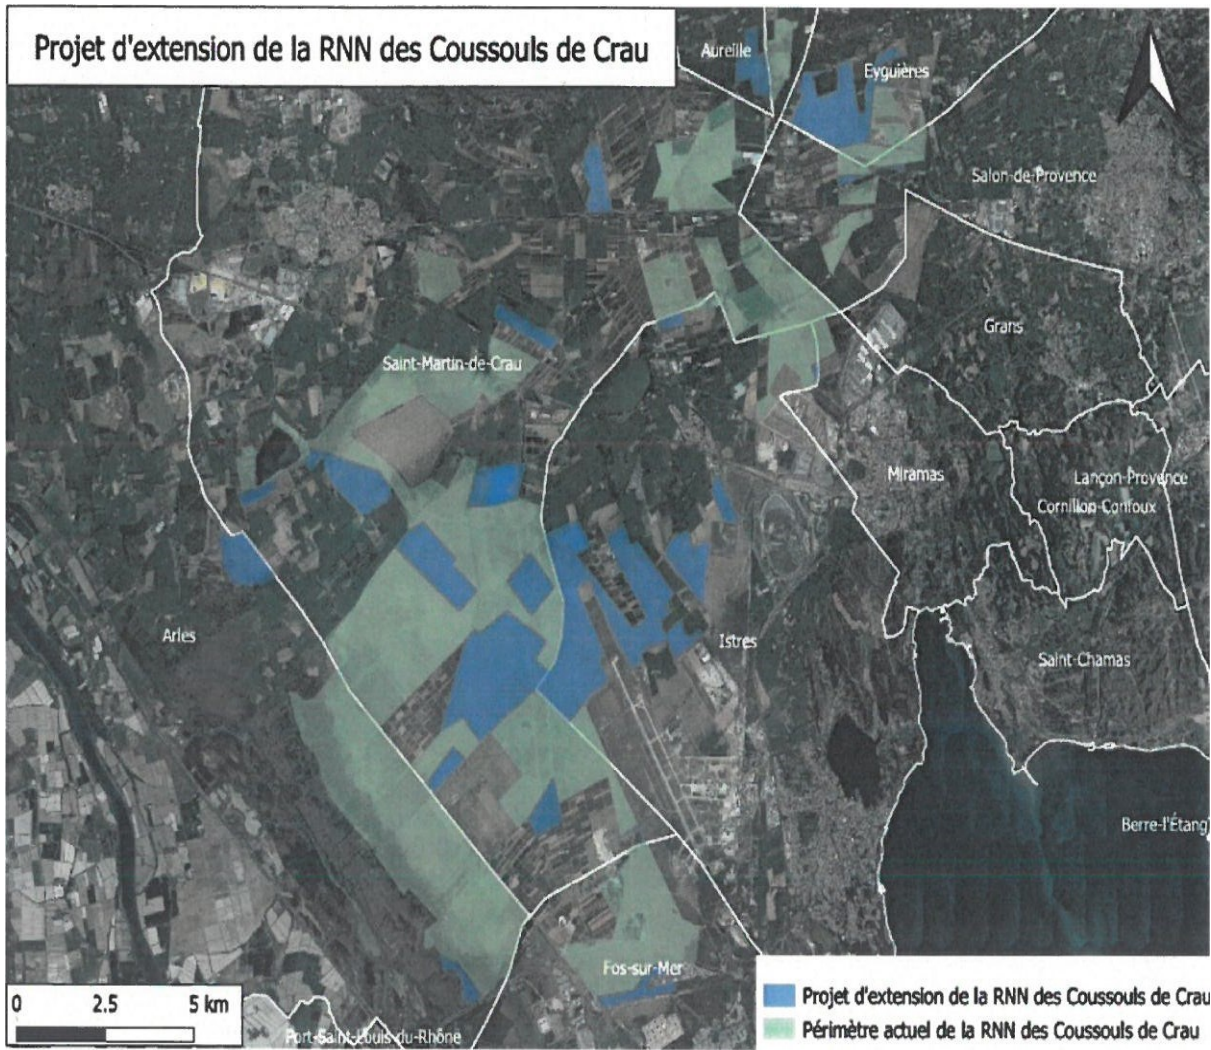 Projet d'extension de la RNN des Coussouls de Crau
Aureille
Eyguières
Salon-de-Provence
Grans
Saint-Martin-de-Crau
Miramas
Lançon-Provence
Cornillon-Confoux
Arles
Istres
Saint-Chamas
Berre-l'Étang
Fos-sur-Mer
Port-Saint-Louis-du-Rhône
0 2.5 5 km
Projet d'extension de la RNN des Coussouls de Crau
Périmètre actuel de la RNN des Coussouls de Crau